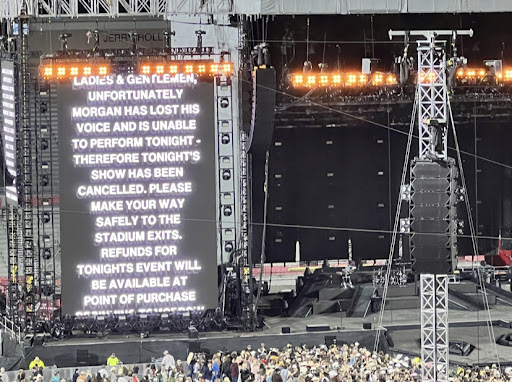 JERRY HOLL
LADIES & GENTLEMEN,
UNFORTUNATELY
MORGAN HAS LOST HIS
VOICE AND IS UNABLE
TO PERFORM TONIGHT -
THEREFORE TONIGHT'S
SHOW HAS BEEN
CANCELLED. PLEASE
MAKE YOUR WAY
SAFELY TO THE
STADIUM EXITS.
REFUNDS FOR
TONIGHTS EVENT WILL
BE AVAILABLE AT
POINT OF PURCHASE